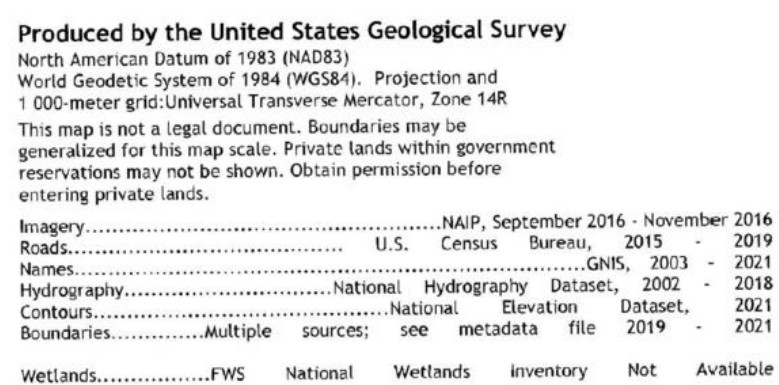 Produced by the United States Geological Survey
North American Datum of 1983 (NAD83)
World Geodetic System of 1984 (WGS84). Projection and
1 000-meter grid:Universal Transverse Mercator, Zone 14R
This map is not a legal document. Boundaries may be
generalized for this map scale. Private lands within government
reservations may not be shown. Obtain permission before
entering private lands.
Imagery..................................................NAIP, September 2016 - November 2016
Roads....................................... U.S. Census Bureau, 2015 - 2019
Names.........................................................................GNIS, 2003 - 2021
Hydrography.............................National Hydrography Dataset, 2002 - 2018
Contours.........................................National Elevation Dataset, 2021
Boundaries.............Multiple sources; see metadata file 2019 - 2021
Wetlands.................FWS National Wetlands Inventory Not Available